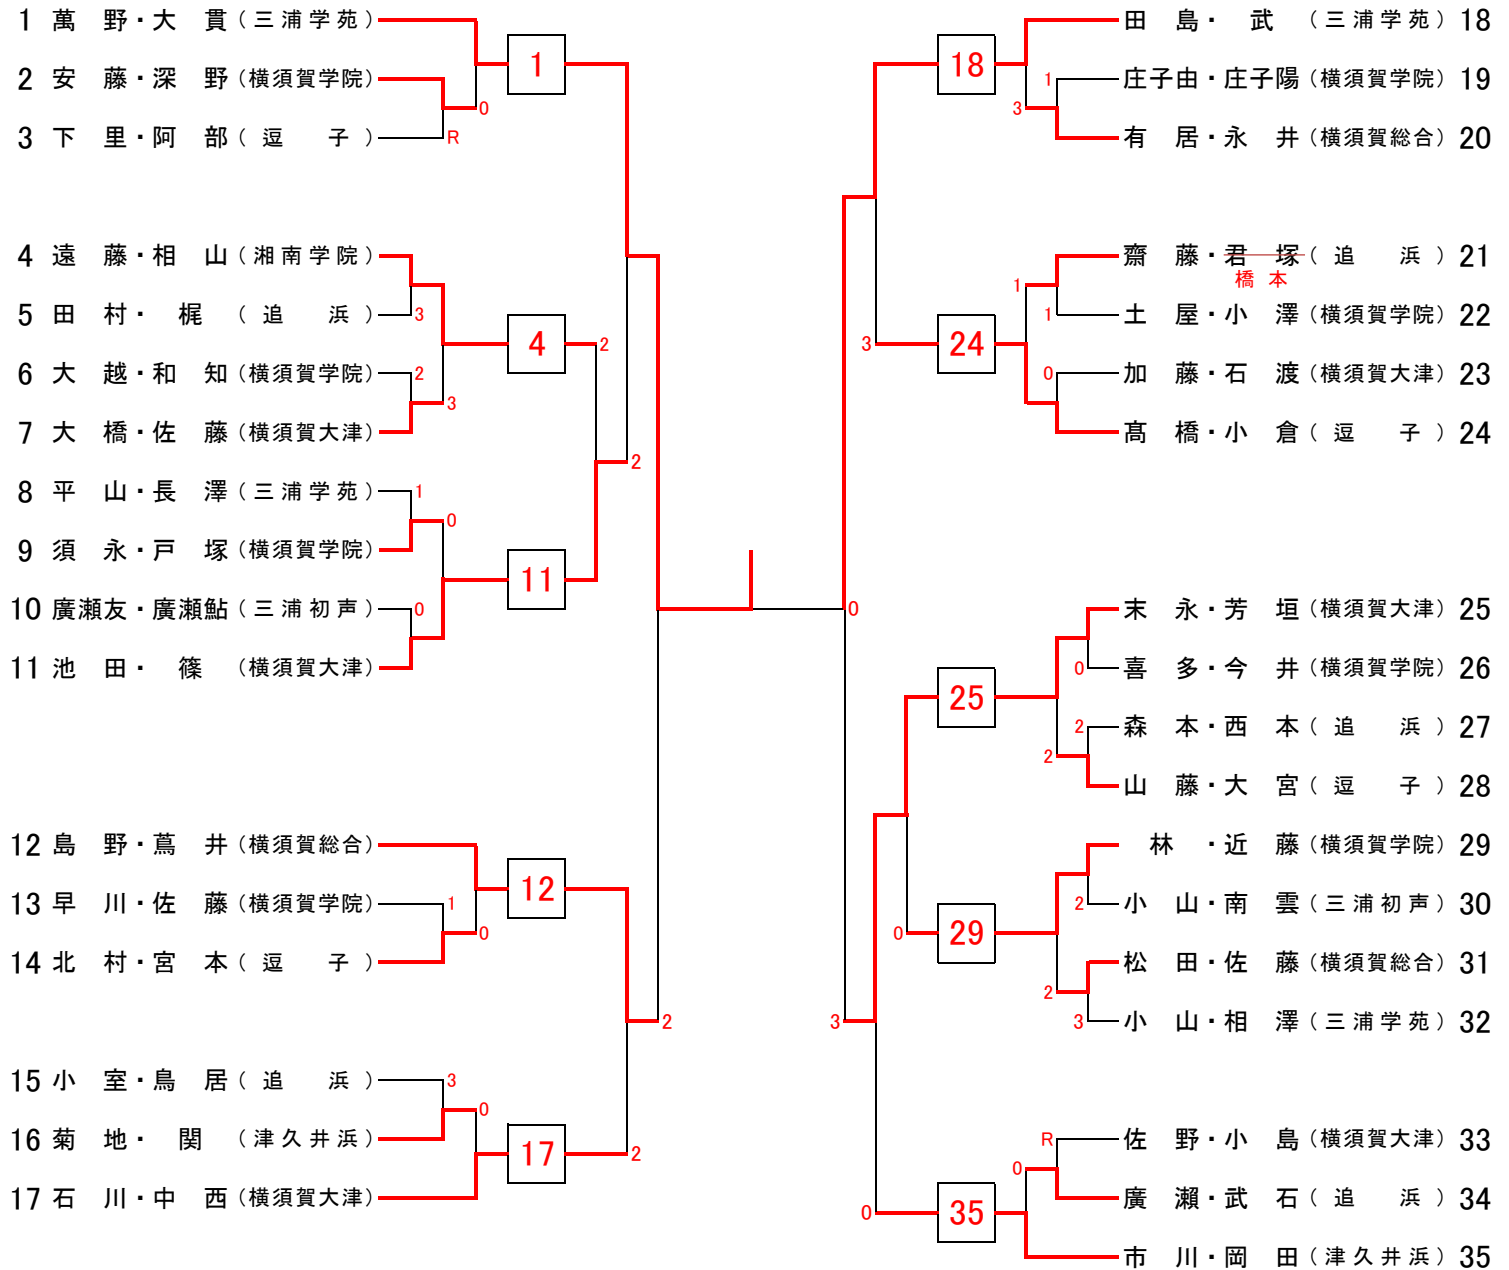 1 萬　野・大　貫（三浦学苑）
2 安　藤・深　野（横須賀学院）
0
3 下　里・阿　部（逗　子）
R
1
4 遠　藤・相　山（湘南学院）
5 田　村・　梶　（追　浜）
3
4
2
6 大　越・和　知（横須賀学院）
2
3
7 大　橋・佐　藤（横須賀大津）
2
8 平　山・長　澤（三浦学苑）
1
0
9 須　永・戸　塚（横須賀学院）
11
10 廣瀬友・廣瀬鮎（三浦初声）
0
11 池　田・　篠　（横須賀大津）
12 島　野・蔦　井（横須賀総合）
12
13 早　川・佐　藤（横須賀学院）
1
0
14 北　村・宮　本（逗　子）
2
15 小　室・鳥　居（追　浜）
3
0
16 菊　地・　関　（津久井浜）
17
2
17 石　川・中　西（横須賀大津）
田　島・　武　（三浦学苑）18
18
1
庄子由・庄子陽（横須賀学院）19
3
有　居・永　井（横須賀総合）20
齋　藤・君　塚（追　浜）21
橋 本
1
1
土　屋・小　澤（横須賀学院）22
3
24
0
加　藤・石　渡（横須賀大津）23
髙　橋・小　倉（逗　子）24
0
末　永・芳　垣（横須賀大津）25
0
喜　多・今　井（横須賀学院）26
25
2
森　本・西　本（追　浜）27
2
山　藤・大　宮（逗　子）28
林　・近　藤（横須賀学院）29
2
小　山・南　雲（三浦初声）30
0
29
松　田・佐　藤（横須賀総合）31
2
3
3
小　山・相　澤（三浦学苑）32
R
佐　野・小　島（横須賀大津）33
0
廣　瀬・武　石（追　浜）34
0
35
市　川・岡　田（津久井浜）35